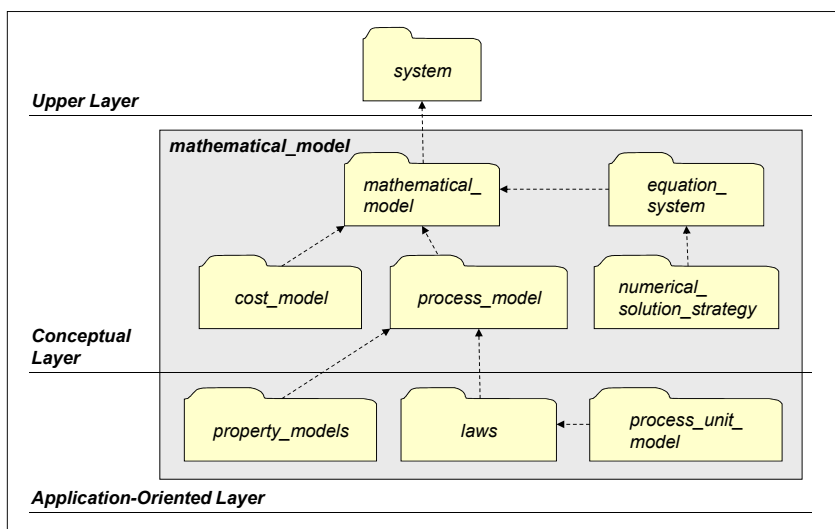 system
Upper Layer
mathematical_model
mathematical_
model
equation_
system
cost_model
process_model
numerical_
solution_strategy
Conceptual
Layer
property_models
laws
process_unit_
model
Application-Oriented Layer